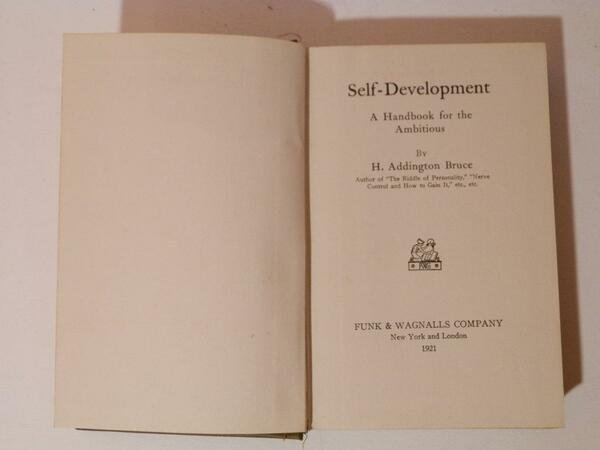 Self-Development
A Handbook for the
Ambitious
By
H. Addington Bruce
Author of "The Riddle of Personality," "Nerve
Control and How to Gain It," etc., etc.
FUNK & WAGNALLS COMPANY
New York and London
1921